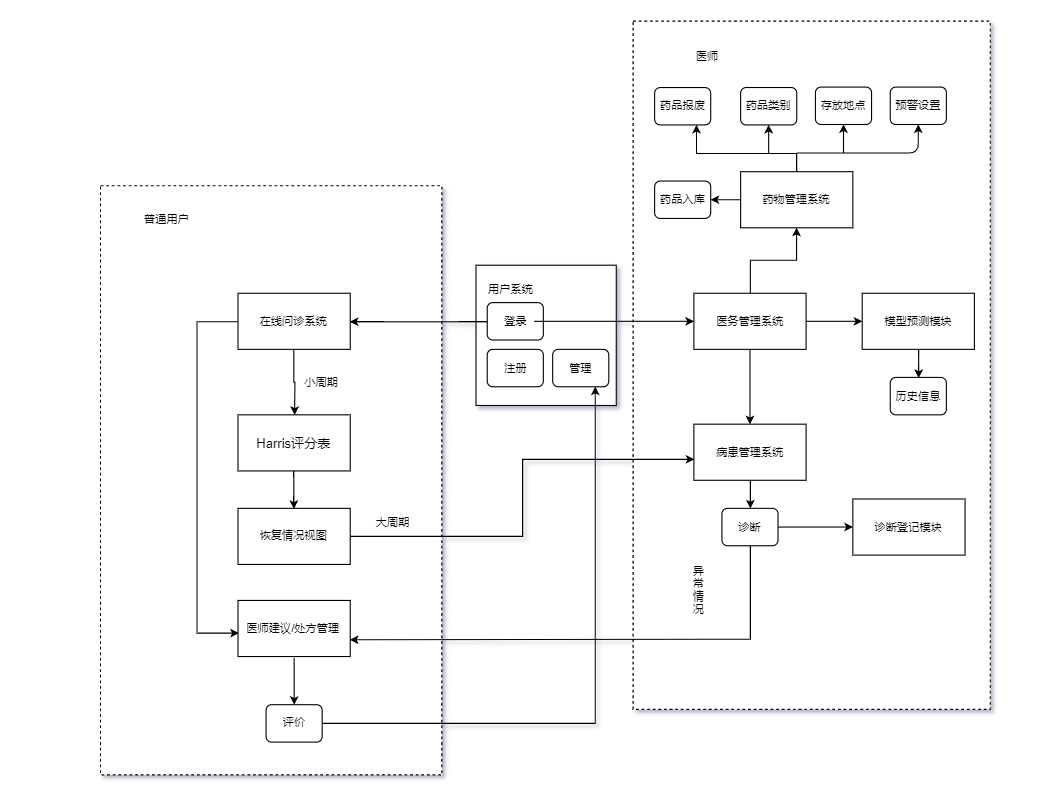 医师
药品报废
药品类别
存放地点
预警设置
药品入库
药物管理系统
普通用户
用户系统
在线问诊系统
登录
医务管理系统
模型预测模块
注册
管理
小周期
历史信息
Harris评分表
病患管理系统
大周期
恢复情况视图
诊断
诊断登记模块
异常情况
医师建议/处方管理
评价